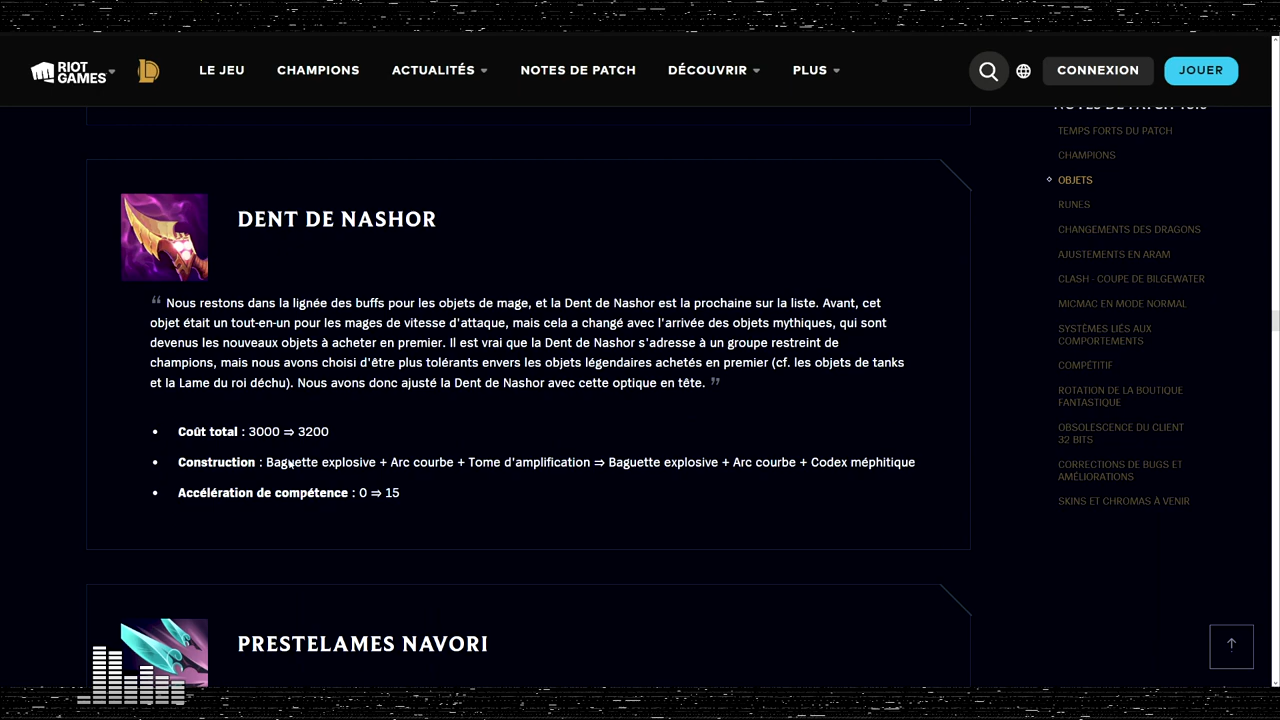 RIOT GAMES
LE JEU
CHAMPIONS
ACTUALITÉS
NOTES DE PATCH
DÉCOUVRIR
PLUS
CONNEXION
JOUER
DENT DE NASHOR
“ Nous restons dans la lignée des buffs pour les objets de mage, et la Dent de Nashor est la prochaine sur la liste. Avant, cet
objet était un tout-en-un pour les mages de vitesse d'attaque, mais cela a changé avec l'arrivée des objets mythiques, qui sont
devenus les nouveaux objets à acheter en premier. Il est vrai que la Dent de Nashor s'adresse à un groupe restreint de
champions, mais nous avons choisi d'être plus tolérants envers les objets légendaires achetés en premier (cf. les objets de tanks
et la Lame du roi déchu). Nous avons donc ajusté la Dent de Nashor avec cette optique en tête. ”
• Coût total : 3000 ⇒ 3200
• Construction : Baguette explosive + Arc courbe + Tome d'amplification ⇒ Baguette explosive + Arc courbe + Codex méphitique
• Accélération de compétence : 0 ⇒ 15
PRESTELAMES NAVORI
TEMPS FORTS DU PATCH
CHAMPIONS
OBJETS
RUNES
CHANGEMENTS DES DRAGONS
AJUSTEMENTS EN ARAM
CLASH - COUPE DE BILGEWATER
MICMAC EN MODE NORMAL
SYSTÈMES LIÉS AUX
COMPORTEMENTS
COMPÉTITIF
ROTATION DE LA BOUTIQUE
FANTASTIQUE
OBSOLESCENCE DU CLIENT
32 BITS
CORRECTIONS DE BUGS ET
AMÉLIORATIONS
SKINS ET CHROMAS À VENIR